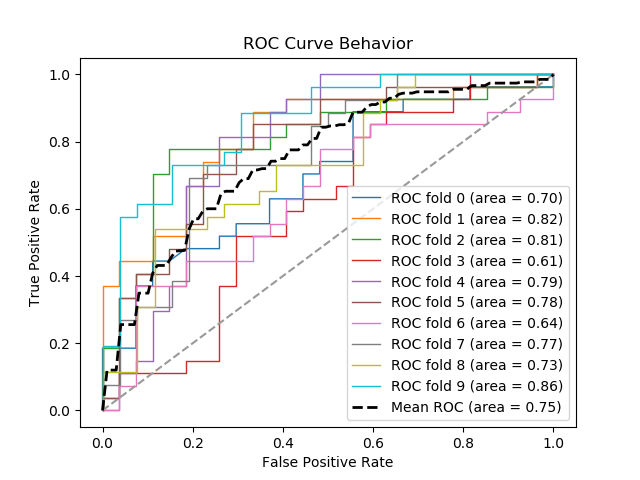 ROC Curve Behavior
True Positive Rate
1.0
0.8
0.6
0.4
0.2
0.0
ROC fold 0 (area = 0.70)
ROC fold 1 (area = 0.82)
ROC fold 2 (area = 0.81)
ROC fold 3 (area = 0.61)
ROC fold 4 (area = 0.79)
ROC fold 5 (area = 0.78)
ROC fold 6 (area = 0.64)
ROC fold 7 (area = 0.77)
ROC fold 8 (area = 0.73)
ROC fold 9 (area = 0.86)
Mean ROC (area = 0.75)
0.0 0.2 0.4 0.6 0.8 1.0
False Positive Rate